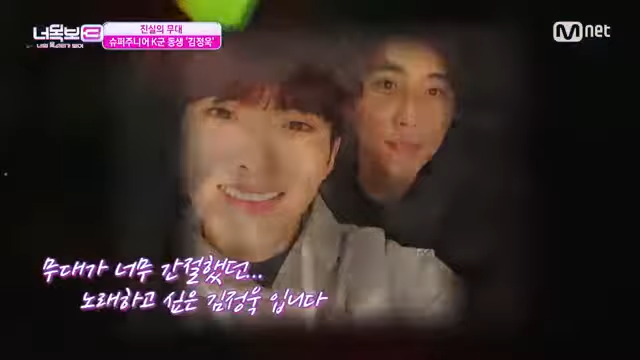 너목보3
진실의 무대
슈퍼주니어 K군 동생 '김정욱'
Mnet
무대가 너무 간절했던...
노래하고 싶은 김정욱 입니다